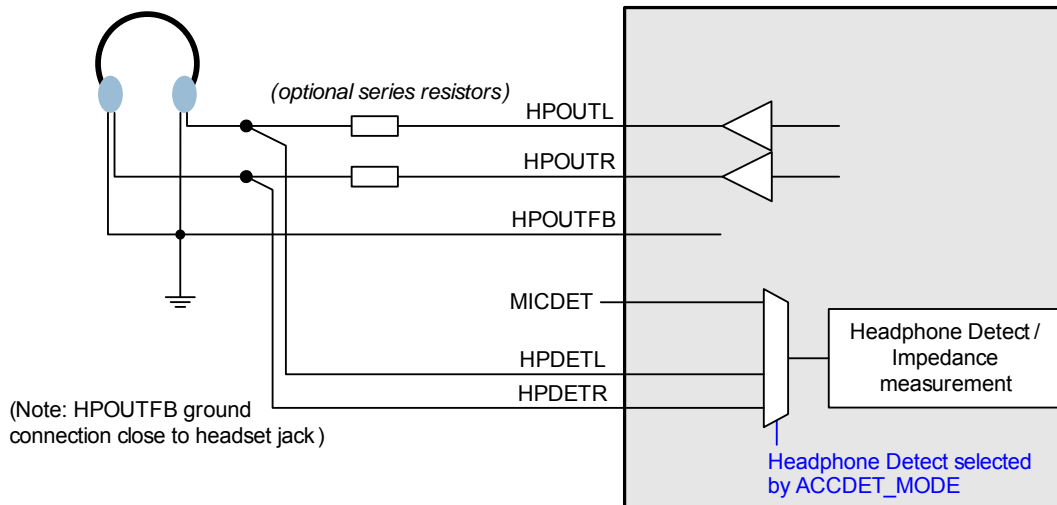 (optional series resistors)
HPOUTL
HPOUTR
HPOUTFB
MICDET
HPDETL
HPDETR
Headphone Detect /
Impedance
measurement
(Note: HPOUTFB ground
connection close to headset jack)
Headphone Detect selected
by ACCDET_MODE